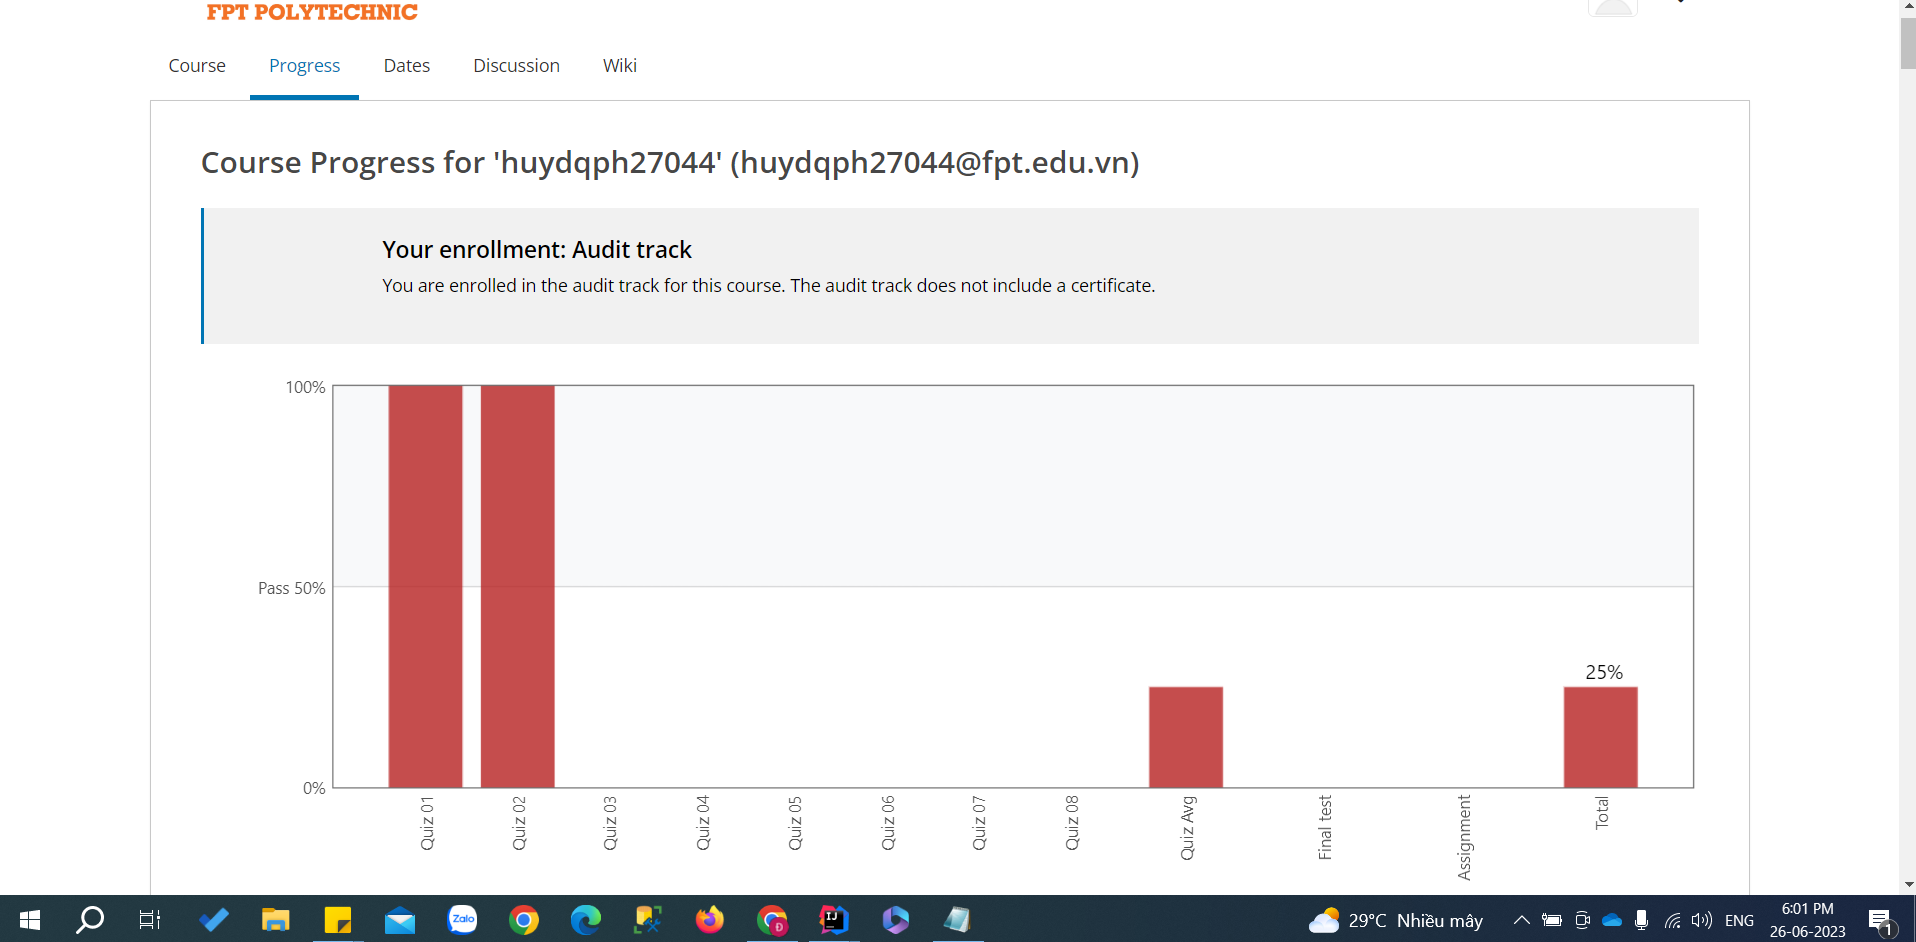 FPT POLYTECHNIC
Course
Progress
Dates
Discussion
Wiki
Course Progress for 'huydqph27044' (huydqph27044@fpt.edu.vn)
Your enrollment: Audit track
You are enrolled in the audit track for this course. The audit track does not include a certificate.
100%
Pass 50%
0%
25%
Quiz 01
Quiz 02
Quiz 03
Quiz 04
Quiz 05
Quiz 06
Quiz 07
Quiz 08
Quiz Avg
Final test
Assignment
Total
Zalo
Đ
IJ
29°C Nhiều mây
ENG
6:01 PM
26-06-2023
1